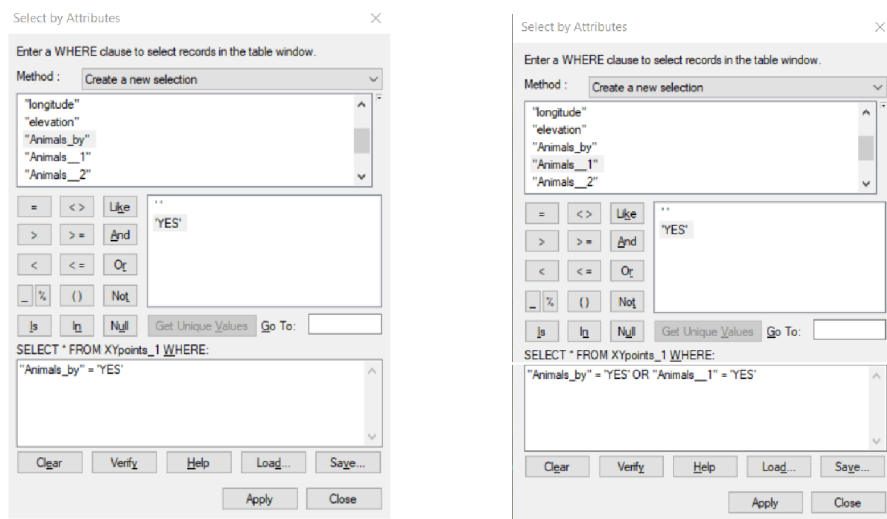 Select by Attributes
Enter a WHERE clause to select records in the table window.
Method : Create a new selection
"longitude"
"elevation"
"Animals_by"
"Animals__1"
"Animals__2"
= < > Like
' '
'YES'
> > = And
< < = Or
_ % ( ) Not
Is In Null Get Unique Values Go To:
SELECT * FROM XYpoints_1 WHERE:
"Animals_by" = 'YES'
Clear Verify Help Load... Save...
Apply Close
Select by Attributes
Enter a WHERE clause to select records in the table window.
Method : Create a new selection
"longitude"
"elevation"
"Animals_by"
"Animals__1"
"Animals__2"
= < > Like
' '
'YES'
> > = And
< < = Or
_ % ( ) Not
Is In Null Get Unique Values Go To:
SELECT * FROM XYpoints_1 WHERE:
"Animals_by" = 'YES' OR "Animals__1" = 'YES'
Clear Verify Help Load... Save...
Apply Close